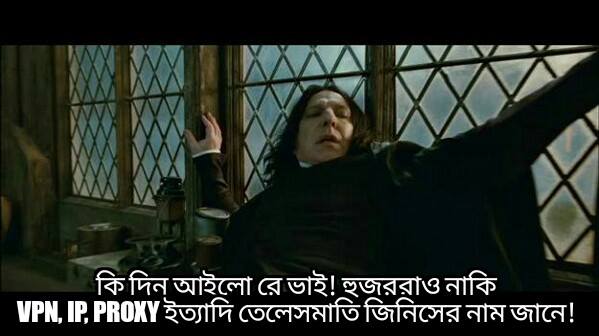 কি দিন আইলো রে ভাই! হুজররাও নাকি
VPN, IP, PROXY ইত্যাদি তেলেসমাতি জিনিসের নাম জানে!